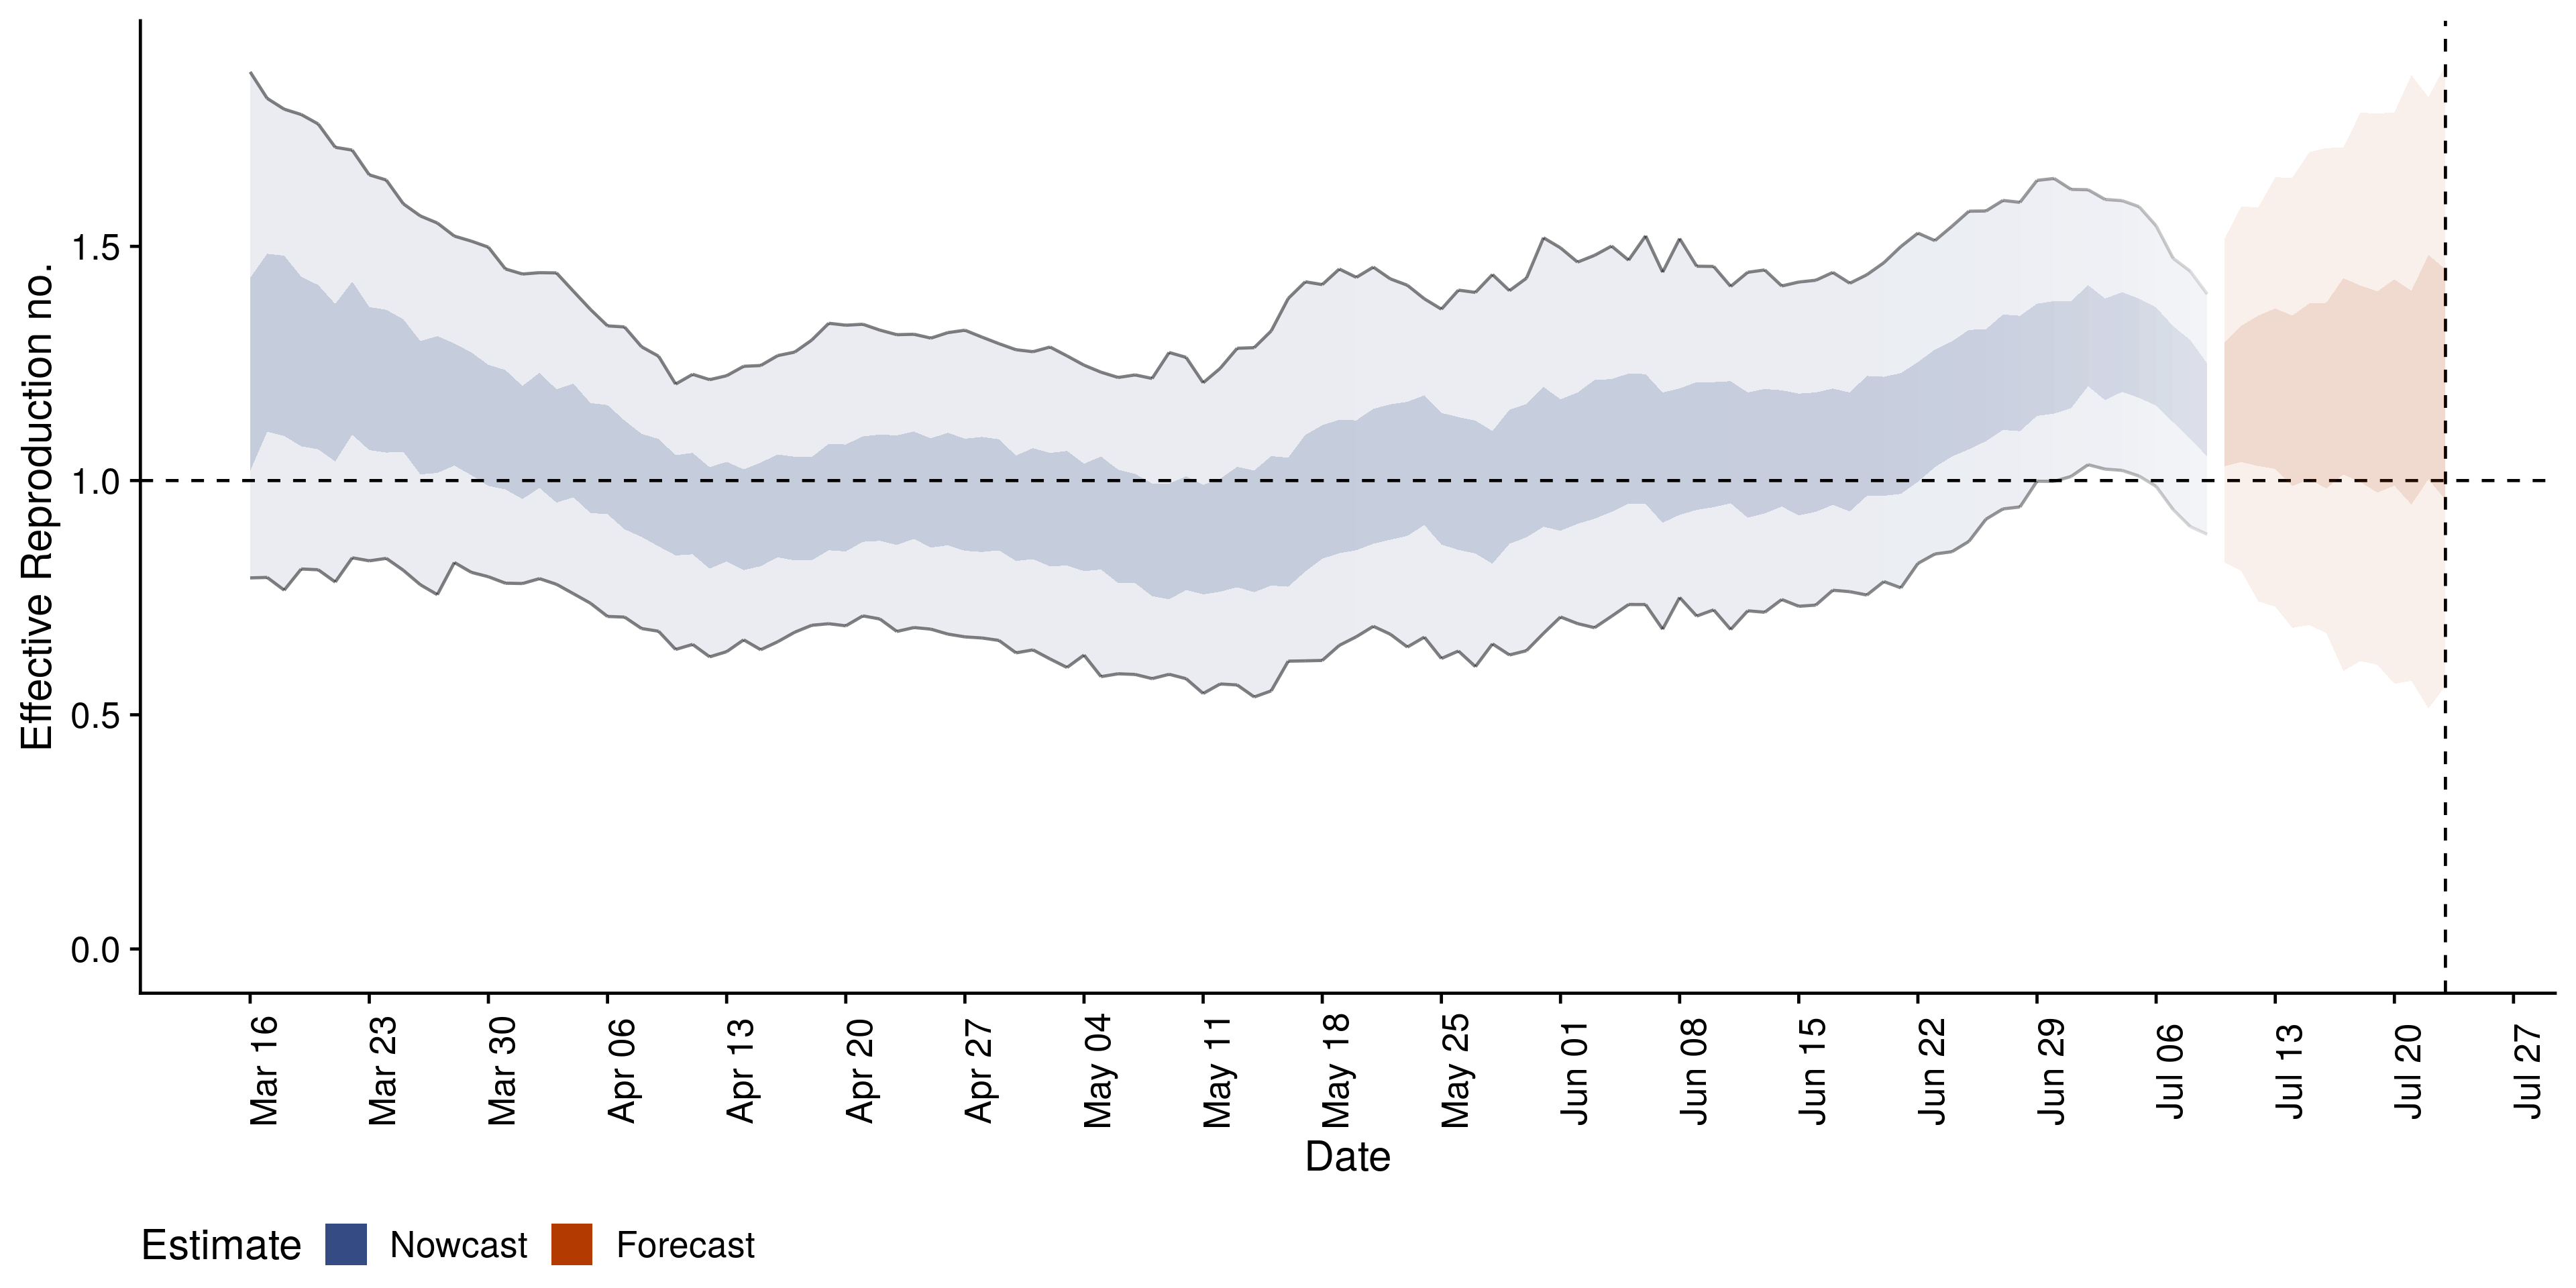 Effective Reproduction no.
1.5
1.0
0.5
0.0
Mar 16
Mar 23
Mar 30
Apr 06
Apr 13
Apr 20
Apr 27
May 04
May 11
May 18
May 25
Jun 01
Jun 08
Jun 15
Jun 22
Jun 29
Jul 06
Jul 13
Jul 20
Jul 27
Date
Estimate Nowcast Forecast